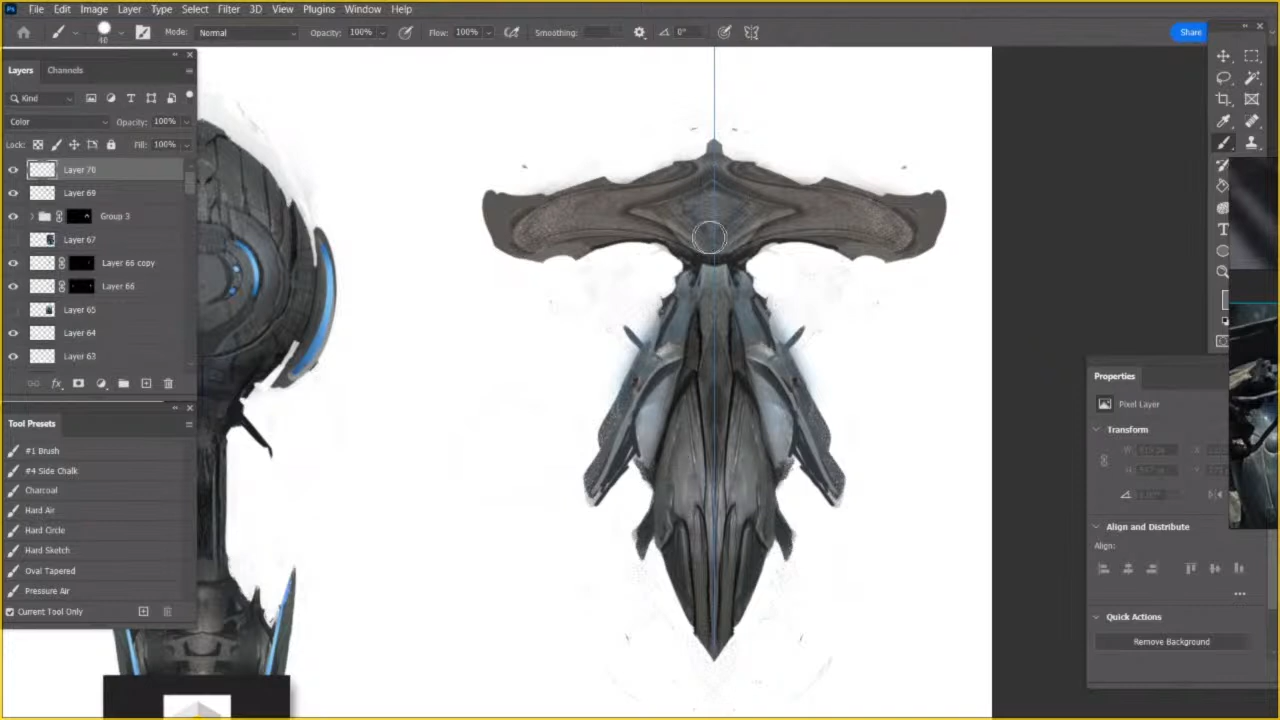 Ps File Edit Image Layer Type Select Filter 3D View Plugins Window Help
40 Mode: Normal Opacity: 100% Flow: 100% Smoothing: 0° Share
Layers Channels
Kind
Color Opacity: 100%
Lock: Fill: 100%
Layer 70
Layer 69
Group 3
Layer 67
Layer 66 copy
Layer 66
Layer 65
Layer 64
Layer 63
fx
Tool Presets
#1 Brush
#4 Side Chalk
Charcoal
Hard Air
Hard Circle
Hard Sketch
Oval Tapered
Pressure Air
Current Tool Only
Properties
Pixel Layer
Transform
W
X
H
Y
Align and Distribute
Align:
Quick Actions
Remove Background